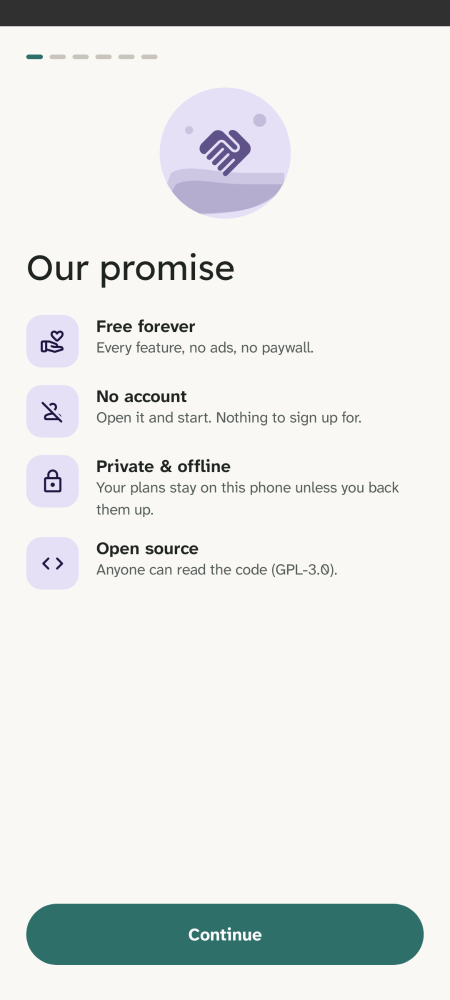 Our promise
Free forever
Every feature, no ads, no paywall.
No account
Open it and start. Nothing to sign up for.
Private & offline
Your plans stay on this phone unless you back
them up.
Open source
Anyone can read the code (GPL-3.0).
Continue